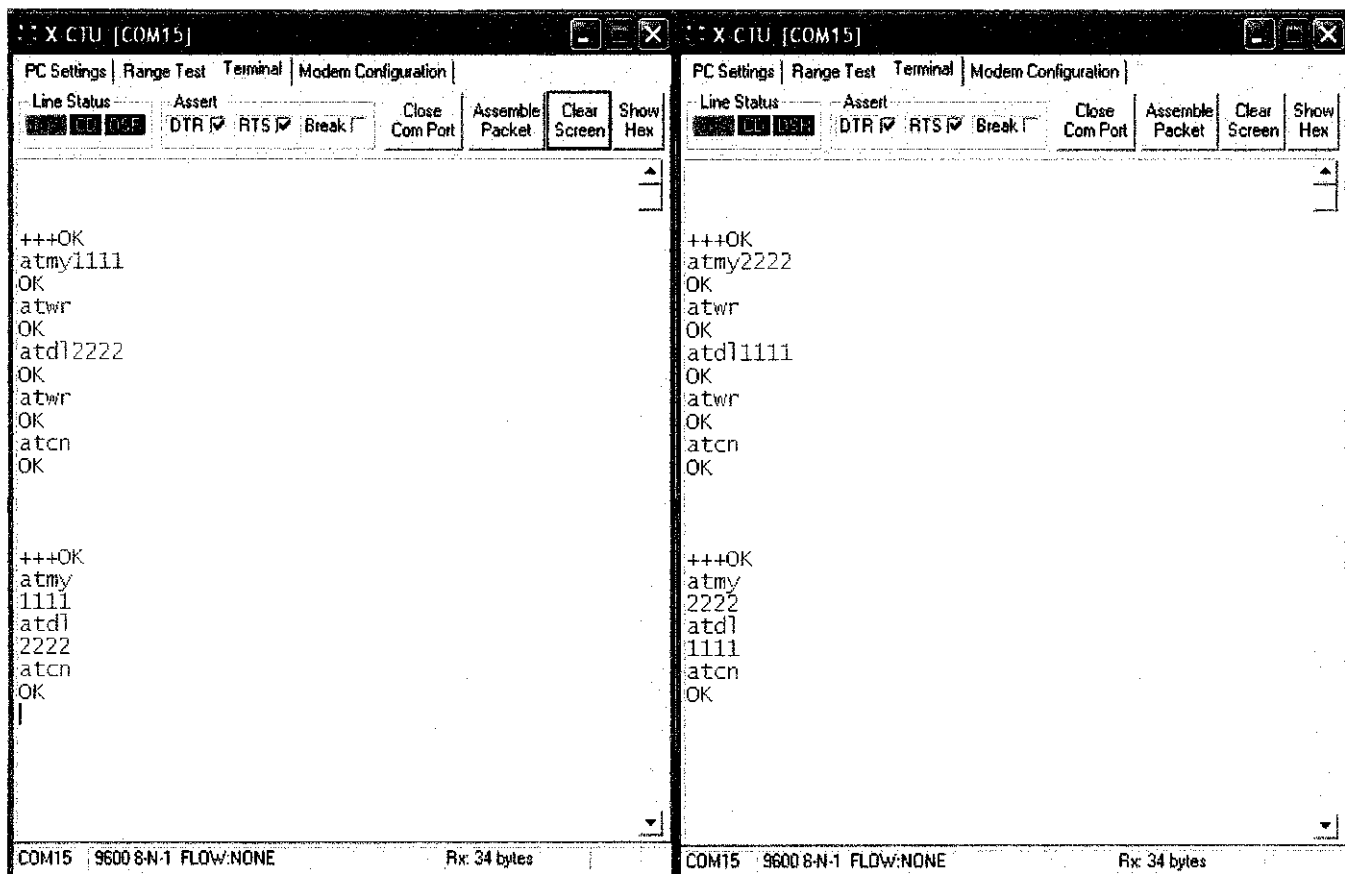 X-CTU [COM15]
PC Settings Range Test Terminal Modem Configuration
Line Status Assert
CD DSR DTR RTS Break Close Com Port Assemble Packet Clear Screen Show Hex
+++OK
atmy1111
OK
atwr
OK
atdl2222
OK
atwr
OK
atcn
OK
+++OK
atmy
1111
atdl
2222
atcn
OK
COM15 9600 8-N-1 FLOW:NONE Rx: 34 bytes
X-CTU [COM15]
PC Settings Range Test Terminal Modem Configuration
Line Status Assert
CD DSR DTR RTS Break Close Com Port Assemble Packet Clear Screen Show Hex
+++OK
atmy2222
OK
atwr
OK
atdl1111
OK
atwr
OK
atcn
OK
+++OK
atmy
2222
atdl
1111
atcn
OK
COM15 9600 8-N-1 FLOW:NONE Rx: 34 bytes